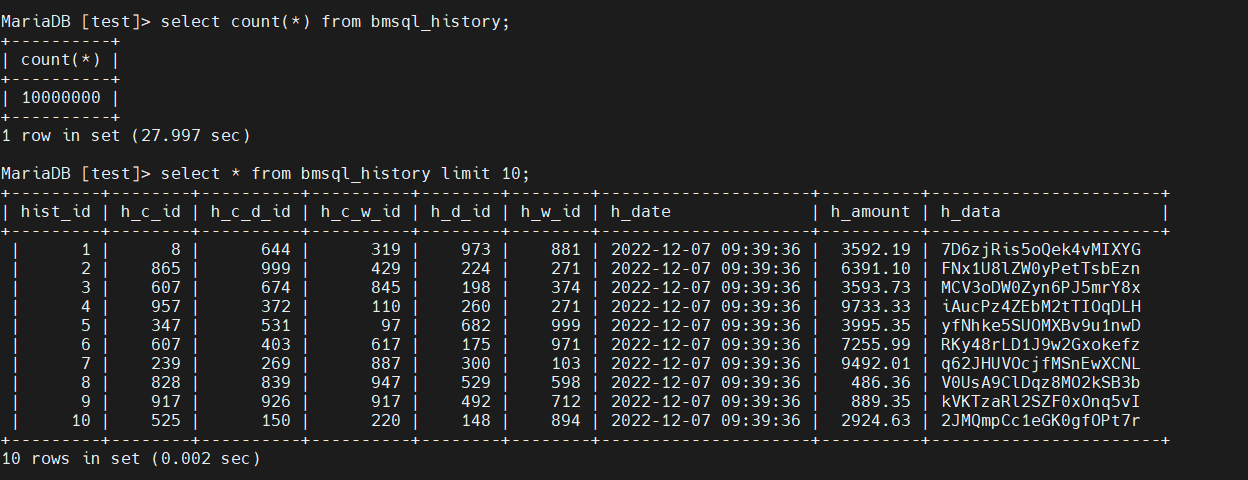 MariaDB [test]> select count(*) from bmsql_history;
+----------+
| count(*) |
+----------+
| 10000000 |
+----------+
1 row in set (27.997 sec)
MariaDB [test]> select * from bmsql_history limit 10;
+---------+--------+----------+----------+--------+--------+---------------------+----------+-----------------------+
| hist_id | h_c_id | h_c_d_id | h_c_w_id | h_d_id | h_w_id | h_date              | h_amount | h_data                |
+---------+--------+----------+----------+--------+--------+---------------------+----------+-----------------------+
|      1 |      8 |      644 |      319 |    973 |    881 | 2022-12-07 09:39:36 |  3592.19 | 7D6zjRis5oQek4vMIXYG
|      2 |    865 |      999 |      429 |    224 |    271 | 2022-12-07 09:39:36 |  6391.10 | FNx1U8lZW0yPetTsbEzn
|      3 |    607 |      674 |      845 |    198 |    374 | 2022-12-07 09:39:36 |  3593.73 | MCV3oDW0Zyn6PJ5mrY8x
|      4 |    957 |      372 |      110 |    260 |    271 | 2022-12-07 09:39:36 |  9733.33 | iAucPz4ZEbM2tTIOqDLH
|      5 |    347 |      531 |       97 |    682 |    999 | 2022-12-07 09:39:36 |  3995.35 | yfNhke5SUOMXBv9u1nwD
|      6 |    607 |      403 |      617 |    175 |    971 | 2022-12-07 09:39:36 |  7255.99 | RKy48rLD1J9w2Gxokefz
|      7 |    239 |      269 |      887 |    300 |    103 | 2022-12-07 09:39:36 |  9492.01 | q62JHUVOcjfMSnEwXCNL
|      8 |    828 |      839 |      947 |    529 |    598 | 2022-12-07 09:39:36 |   486.36 | V0UsA9ClDqz8MO2kSB3b
|      9 |    917 |      926 |      917 |    492 |    712 | 2022-12-07 09:39:36 |   889.35 | kVKTzaRl2SZF0xOnq5vI
|     10 |    525 |      150 |      220 |    148 |    894 | 2022-12-07 09:39:36 |  2924.63 | 2JMQmpCc1eGK0gfOPt7r
+---------+--------+----------+----------+--------+--------+---------------------+----------+-----------------------+
10 rows in set (0.002 sec)